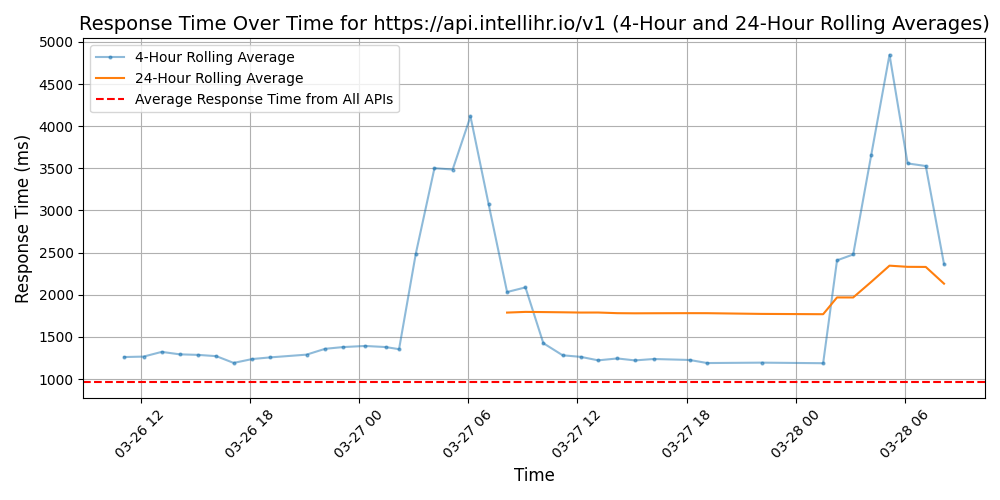 Response Time Over Time for https://api.intellihr.io/v1 (4-Hour and 24-Hour Rolling Averages)
4-Hour Rolling Average
24-Hour Rolling Average
Average Response Time from All APIs
Response Time (ms)
5000
4500
4000
3500
3000
2500
2000
1500
1000
03-26 12
03-26 18
03-27 00
03-27 06
03-27 12
03-27 18
03-28 00
03-28 06
Time